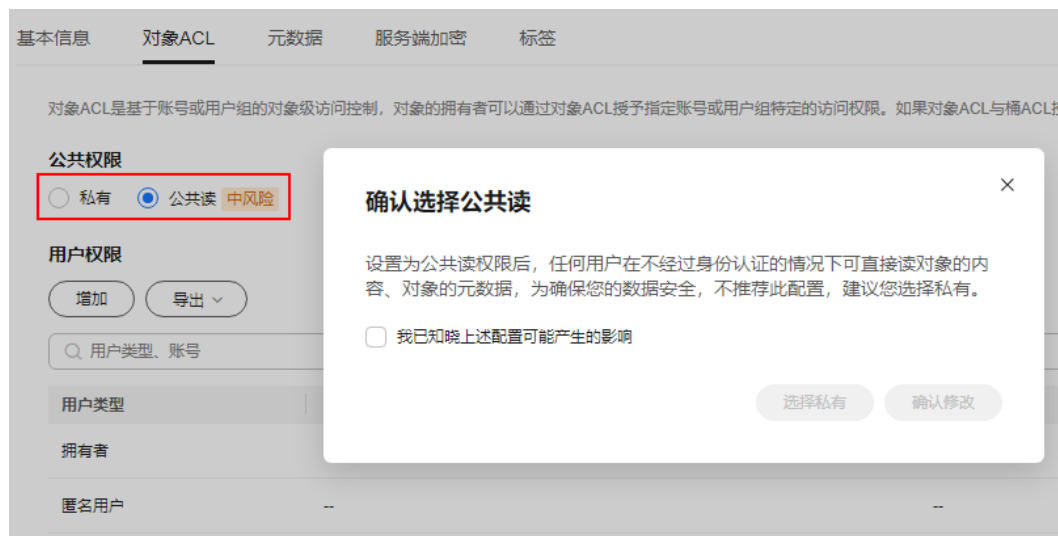 基本信息 对象ACL 元数据 服务端加密 标签
对象ACL是基于账号或用户组的对象级访问控制，对象的拥有者可以通过对象ACL授予指定账号或用户组特定的访问权限。如果对象ACL与桶ACL授
公共权限
私有 公共读 中风险
用户权限
增加 导出
用户类型、账号
用户类型
拥有者
匿名用户 -- --
确认选择公共读
设置为公共读权限后，任何用户在不经过身份认证的情况下可直接读对象的内
容、对象的元数据，为确保您的数据安全，不推荐此配置，建议您选择私有。
我已知晓上述配置可能产生的影响
选择私有 确认修改